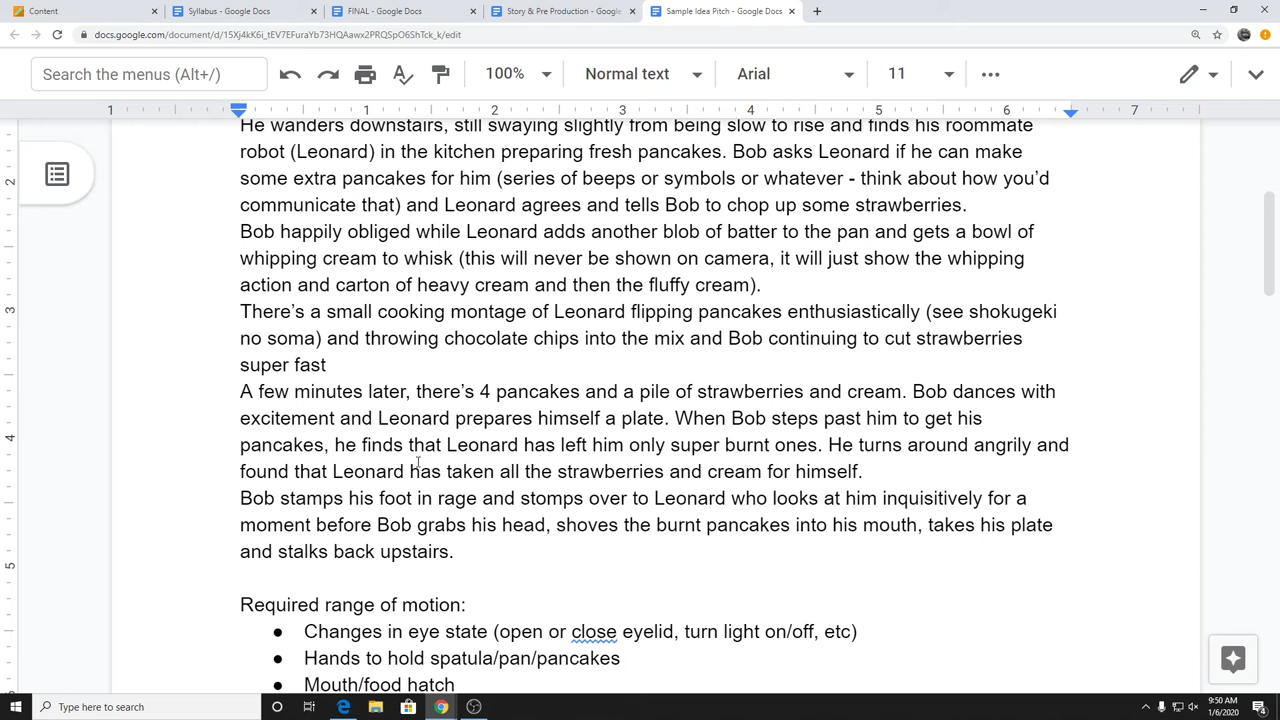 Content
Syllabus - Google Docs
FINAL - Google Docs
Story & Pre Production - Google
Sample Idea Pitch - Google Docs
docs.google.com/document/d/15Xj4kK6i_tEV7EFuraYb73HQAawx2PRQSpO6ShTck_k/edit
Search the menus (Alt+/)
100%
Normal text
Arial
11
1 1 2 3 4 5 6 7
He wanders downstairs, still swaying slightly from being slow to rise and finds his roommate
robot (Leonard) in the kitchen preparing fresh pancakes. Bob asks Leonard if he can make
2
some extra pancakes for him (series of beeps or symbols or whatever - think about how you'd
communicate that) and Leonard agrees and tells Bob to chop up some strawberries.
Bob happily obliged while Leonard adds another blob of batter to the pan and gets a bowl of
whipping cream to whisk (this will never be shown on camera, it will just show the whipping
action and carton of heavy cream and then the fluffy cream).
3
There's a small cooking montage of Leonard flipping pancakes enthusiastically (see shokugeki
no soma) and throwing chocolate chips into the mix and Bob continuing to cut strawberries
super fast
A few minutes later, there's 4 pancakes and a pile of strawberries and cream. Bob dances with
excitement and Leonard prepares himself a plate. When Bob steps past him to get his
4
pancakes, he finds that Leonard has left him only super burnt ones. He turns around angrily and
found that Leonard has taken all the strawberries and cream for himself.
Bob stamps his foot in rage and stomps over to Leonard who looks at him inquisitively for a
moment before Bob grabs his head, shoves the burnt pancakes into his mouth, takes his plate
and stalks back upstairs.
5
Required range of motion:
● Changes in eye state (open or close eyelid, turn light on/off, etc)
● Hands to hold spatula/pan/pancakes
● Mouth/food hatch
Type here to search
9:50 AM
1/6/2020
4